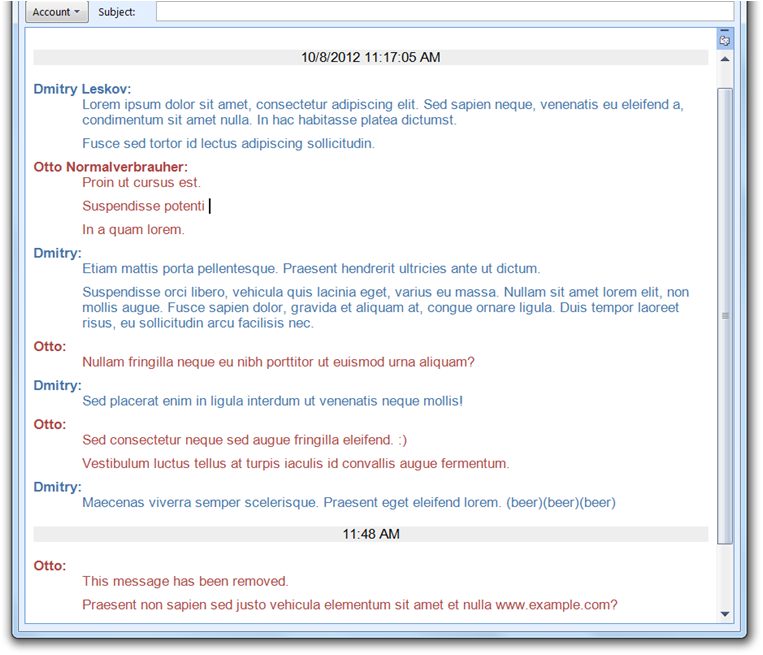 Account Subject:
10/8/2012 11:17:05 AM
Dmitry Leskov:
Lorem ipsum dolor sit amet, consectetur adipiscing elit. Sed sapien neque, venenatis eu eleifend a,
condimentum sit amet nulla. In hac habitasse platea dictumst.
Fusce sed tortor id lectus adipiscing sollicitudin.
Otto Normalverbrauher:
Proin ut cursus est.
Suspendisse potenti
In a quam lorem.
Dmitry:
Etiam mattis porta pellentesque. Praesent hendrerit ultricies ante ut dictum.
Suspendisse orci libero, vehicula quis lacinia eget, varius eu massa. Nullam sit amet lorem elit, non
mollis augue. Fusce sapien dolor, gravida et aliquam at, congue ornare ligula. Duis tempor laoreet
risus, eu sollicitudin arcu facilisis nec.
Otto:
Nullam fringilla neque eu nibh porttitor ut euismod urna aliquam?
Dmitry:
Sed placerat enim in ligula interdum ut venenatis neque mollis!
Otto:
Sed consectetur neque sed augue fringilla eleifend. :)
Vestibulum luctus tellus at turpis iaculis id convallis augue fermentum.
Dmitry:
Maecenas viverra semper scelerisque. Praesent eget eleifend lorem. (beer)(beer)(beer)
11:48 AM
Otto:
This message has been removed.
Praesent non sapien sed justo vehicula elementum sit amet et nulla www.example.com?